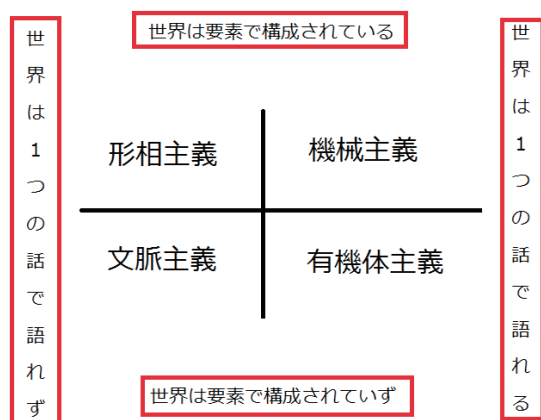 世界は要素で構成されている
世界は1つの話で語れず
世界は1つの話で語れる
形相主義
機械主義
文脈主義
有機体主義
世界は要素で構成されていず